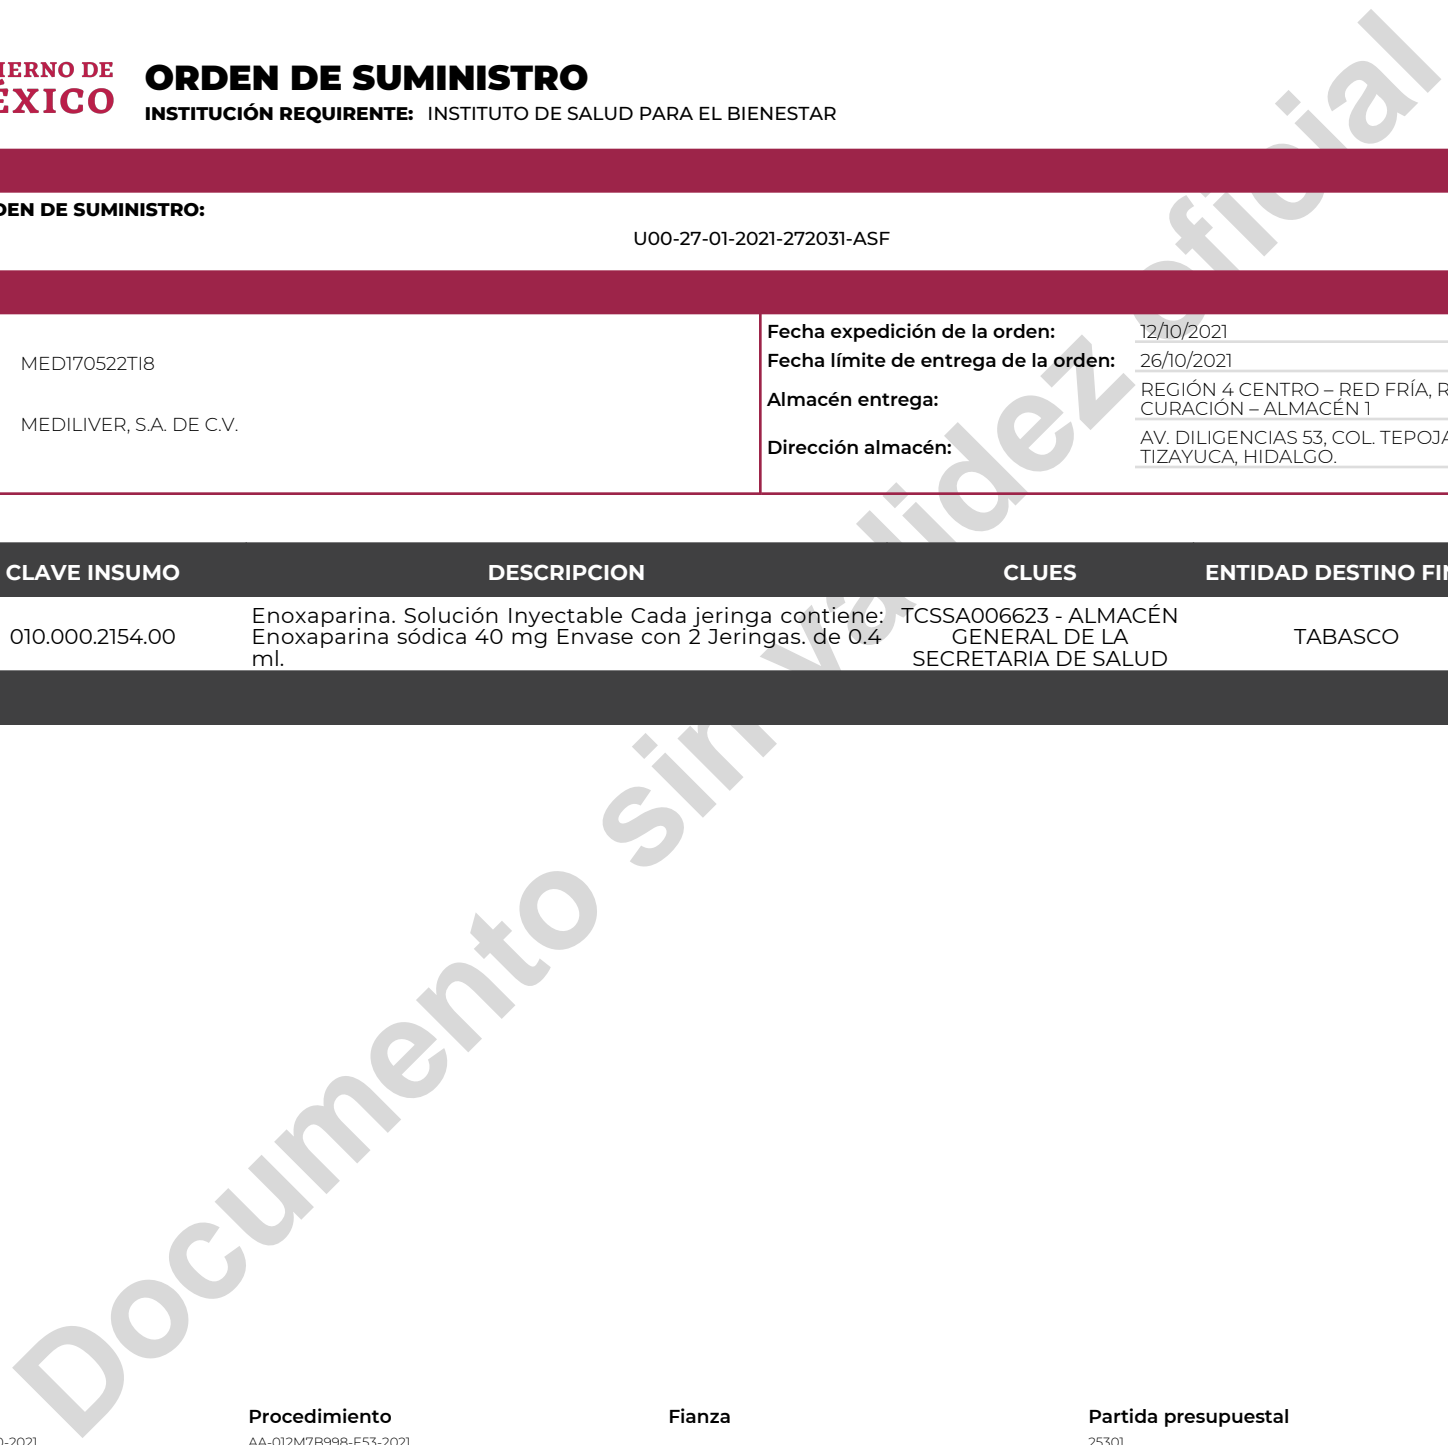 IERNO DE
ÉXICO
ORDEN DE SUMINISTRO
INSTITUCIÓN REQUIRENTE: INSTITUTO DE SALUD PARA EL BIENESTAR
DEN DE SUMINISTRO:
U00-27-01-2021-272031-ASF
MED170522TI8
MEDILIVER, S.A. DE C.V.
Fecha expedición de la orden: 12/10/2021
Fecha límite de entrega de la orden: 26/10/2021
Almacén entrega: REGIÓN 4 CENTRO – RED FRÍA, R
CURACIÓN – ALMACÉN 1
Dirección almacén: AV. DILIGENCIAS 53, COL. TEPOJA
TIZAYUCA, HIDALGO.
CLAVE INSUMO DESCRIPCION CLUES ENTIDAD DESTINO FIN
010.000.2154.00
Enoxaparina. Solución Inyectable Cada jeringa contiene:
Enoxaparina sódica 40 mg Envase con 2 Jeringas. de 0.4
ml.
TCSSA006623 - ALMACÉN
GENERAL DE LA
SECRETARIA DE SALUD
TABASCO
Documento sin validez oficial
Procedimiento Fianza Partida presupuestal
0-2021 AA-012M7B998-E53-2021 25301